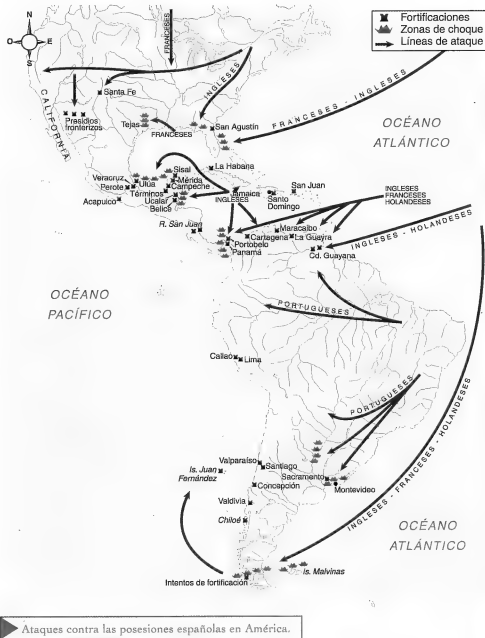 N
O
E
S
Fortificaciones
Zonas de choque
Líneas de ataque
FRANCESES
INGLESES
FRANCESES - INGLESES
OCÉANO
ATLÁNTICO
CALIFORNIA
Santa Fe
Presidios
fronterizos
Tejas
FRANCESES
San Agustín
La Habana
Sisal
Mérida
Campeche
Veracruz
Ulúa
Perote
Términos
Ucalar
Belice
Acapulco
Jamaica
INGLESES
Santo
Domingo
San Juan
INGLESES
FRANCESES
HOLANDESES
R. San Juan
Maracaibo
Cartagena
La Guayra
Portobelo
Panamá
Cd. Guayana
INGLESES - HOLANDESES
OCÉANO
PACÍFICO
PORTUGUESES
Callao
Lima
PORTUGUESES
INGLESES - FRANCESES - HOLANDESES
Valparaíso
Santiago
Is. Juan
Fernández
Concepción
Sacramento
Montevideo
Valdivia
Chiloé
OCÉANO
ATLÁNTICO
Is. Malvinas
Intentos de fortificación
Ataques contra las posesiones españolas en América.